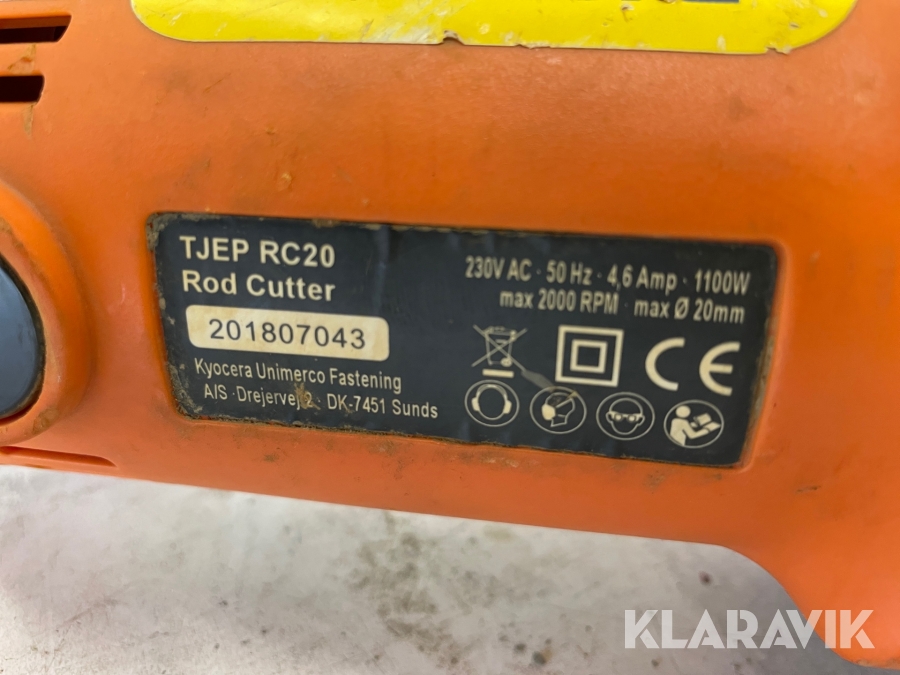 TJEP RC20
Rod Cutter
201807043
Kyocera Unimerco Fastening
A/S · Drejervej 2 · DK-7451 Sunds
230V AC · 50 Hz · 4,6 Amp · 1100W
max 2000 RPM · max Ø 20mm
CE
KLARAVIK